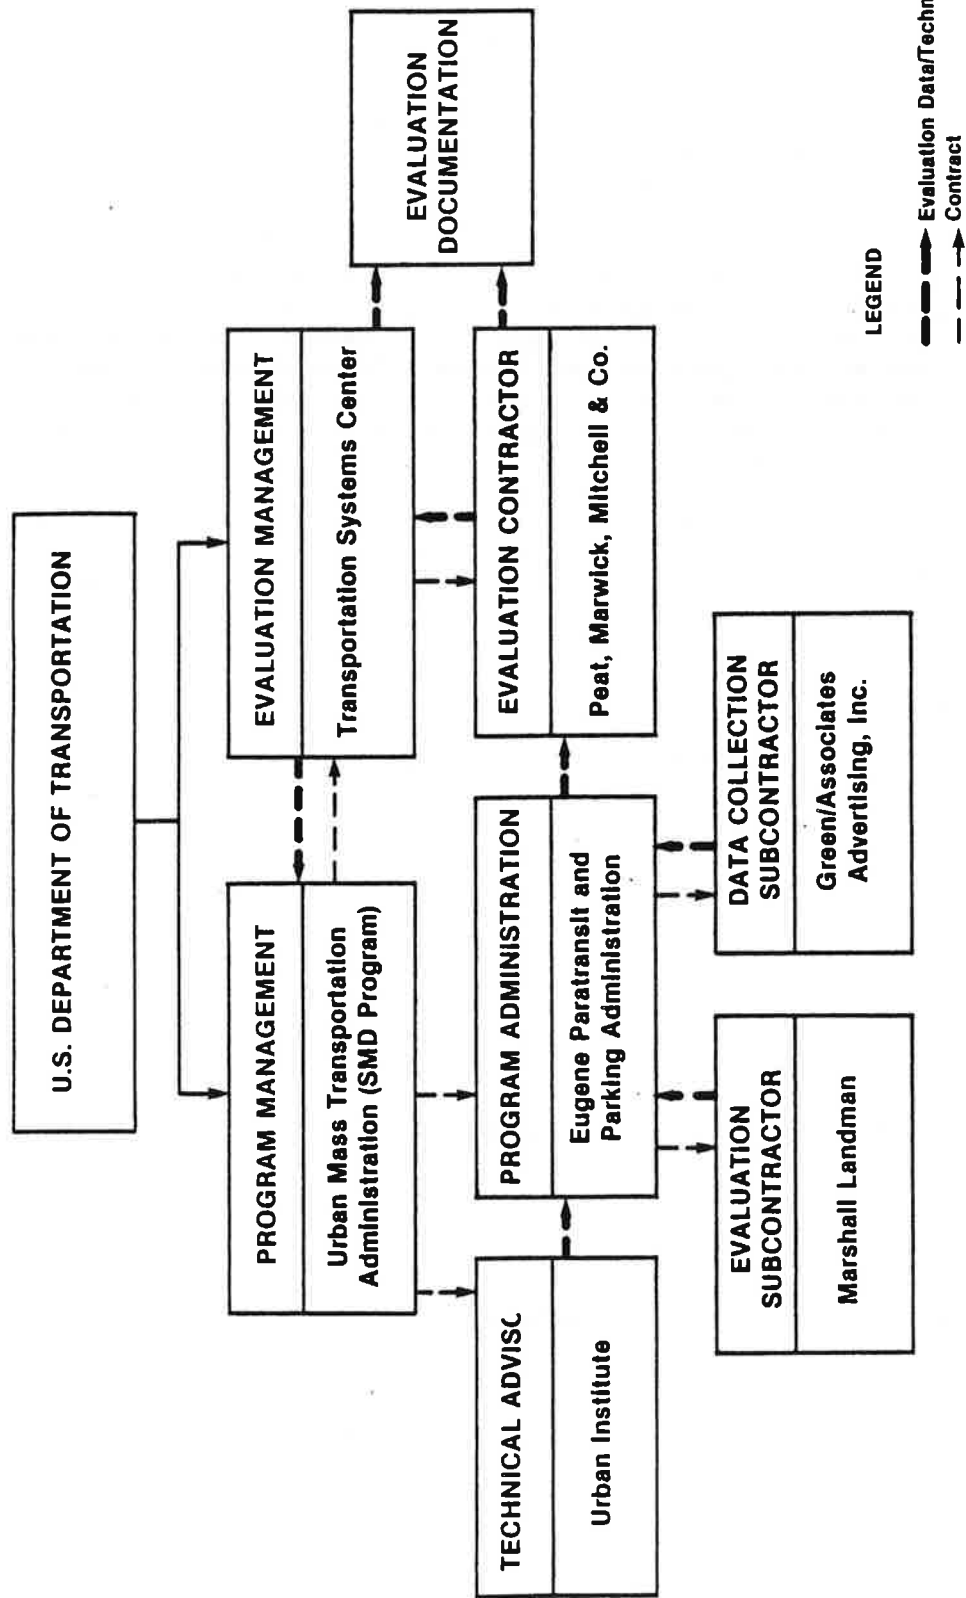 U.S. DEPARTMENT OF TRANSPORTATION
PROGRAM MANAGEMENT
Urban Mass Transportation
Administration (SMD Program)
EVALUATION MANAGEMENT
Transportation Systems Center
EVALUATION
DOCUMENTATION
TECHNICAL ADVISC
Urban Institute
PROGRAM ADMINISTRATION
Eugene Paratransit and
Parking Administration
EVALUATION CONTRACTOR
Peat, Marwick, Mitchell & Co.
EVALUATION
SUBCONTRACTOR
Marshall Landman
DATA COLLECTION
SUBCONTRACTOR
Green/Associates
Advertising, Inc.
LEGEND
Evaluation Data/Techn
Contract